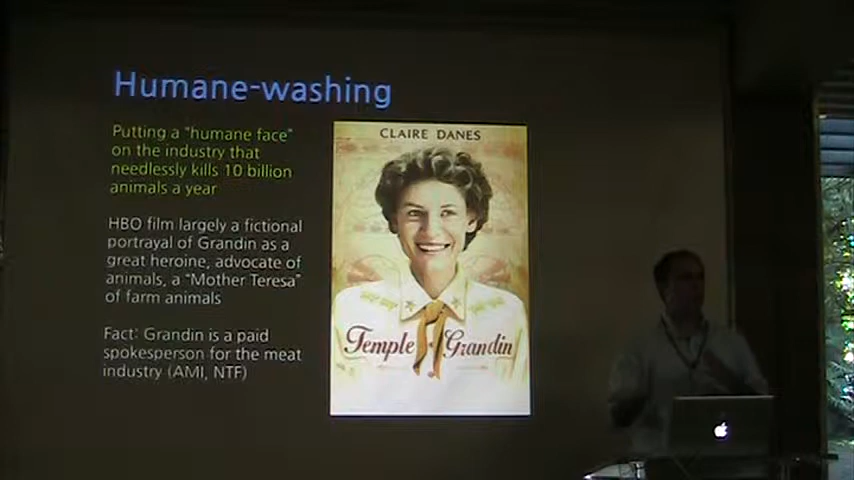 Humane-washing
Putting a "humane face"
on the industry that
needlessly kills 10 billion
animals a year
HBO film largely a fictional
portrayal of Grandin as a
great heroine, advocate of
animals, a “Mother Teresa”
of farm animals
Fact: Grandin is a paid
spokesperson for the meat
industry (AMI, NTF)
CLAIRE DANES
Temple Grandin